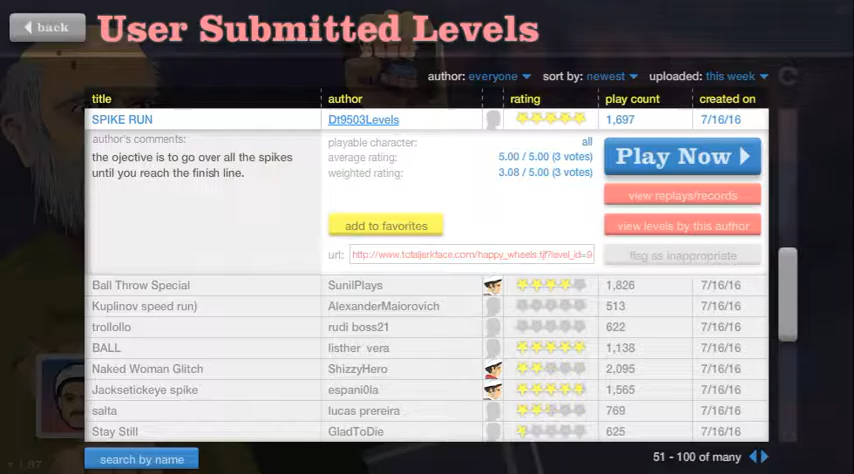 back
User Submitted Levels
author: everyone sort by: newest uploaded: this week
title author rating play count created on
SPIKE RUN Dt9503Levels 1,697 7/16/16
author's comments:
the ojective is to go over all the spikes
until you reach the finish line.
playable character: all
average rating: 5.00 / 5.00 (3 votes)
weighted rating: 3.08 / 5.00 (3 votes)
add to favorites
url: http://www.totaljerkface.com/happy_wheels.tjf?level_id=9
Play Now
view replays/records
view levels by this author
flag as inappropriate
Ball Throw Special SunilPlays 1,826 7/16/16
Kuplinov speed run) AlexanderMaiorovich 513 7/16/16
trollollo rudi boss21 622 7/16/16
BALL listher vera 1,138 7/16/16
Naked Woman Glitch ShizzyHero 2,095 7/16/16
Jacksetickeye spike espani0la 1,565 7/16/16
salta lucas prereira 769 7/16/16
Stay Still GladToDie 625 7/16/16
search by name
51 - 100 of many
v 1.87